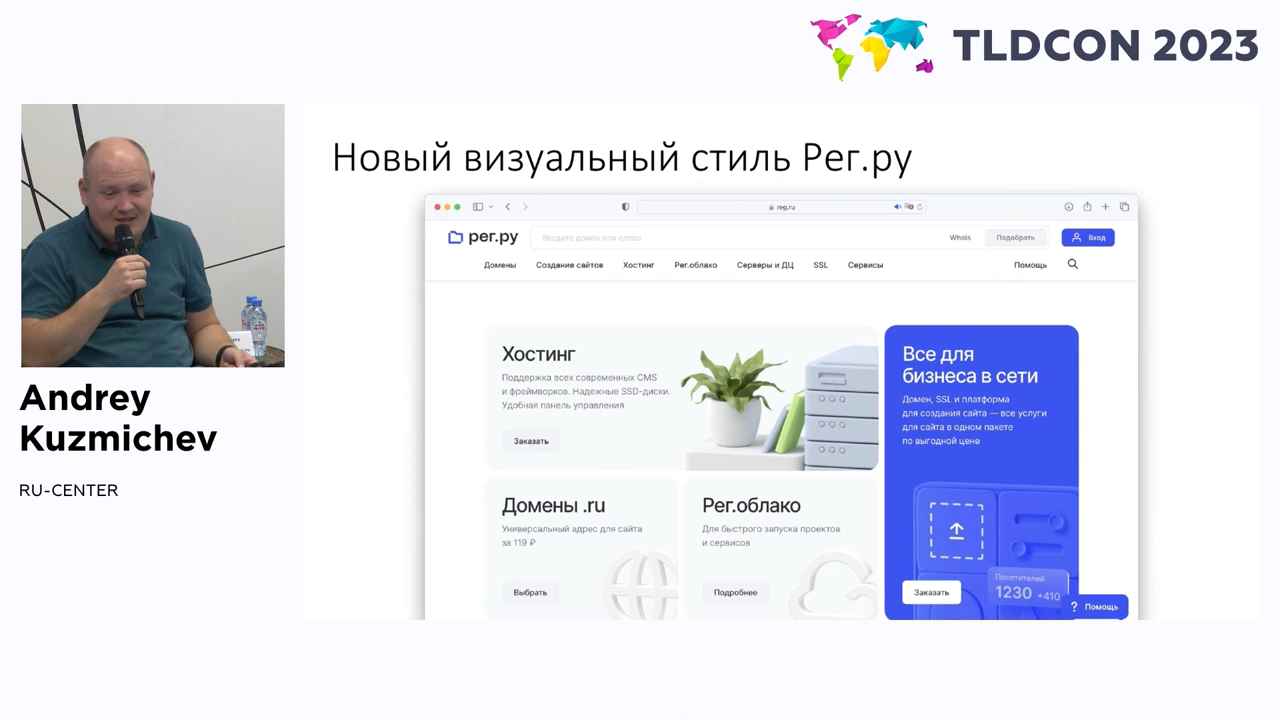 TLDCON 2023
Новый визуальный стиль Рег.ру
reg.ru
рег.ру
Введите домен или слово
Whois
Подобрать
Вход
Домены
Создание сайтов
Хостинг
Рег.облако
Серверы и ДЦ
SSL
Сервисы
Помощь
Хостинг
Поддержка всех современных CMS
и фреймворков. Надежные SSD-диски.
Удобная панель управления
Заказать
Все для
бизнеса в сети
Домен, SSL и платформа
для создания сайта — все услуги
для сайта в одном пакете
по выгодной цене
Домены .ru
Универсальный адрес для сайта
за 119 ₽
Выбрать
Рег.облако
Для быстрого запуска проектов
и сервисов
Подробнее
Заказать
Посетителей
1230 +410
? Помощь
Andrey
Kuzmichev
RU-CENTER